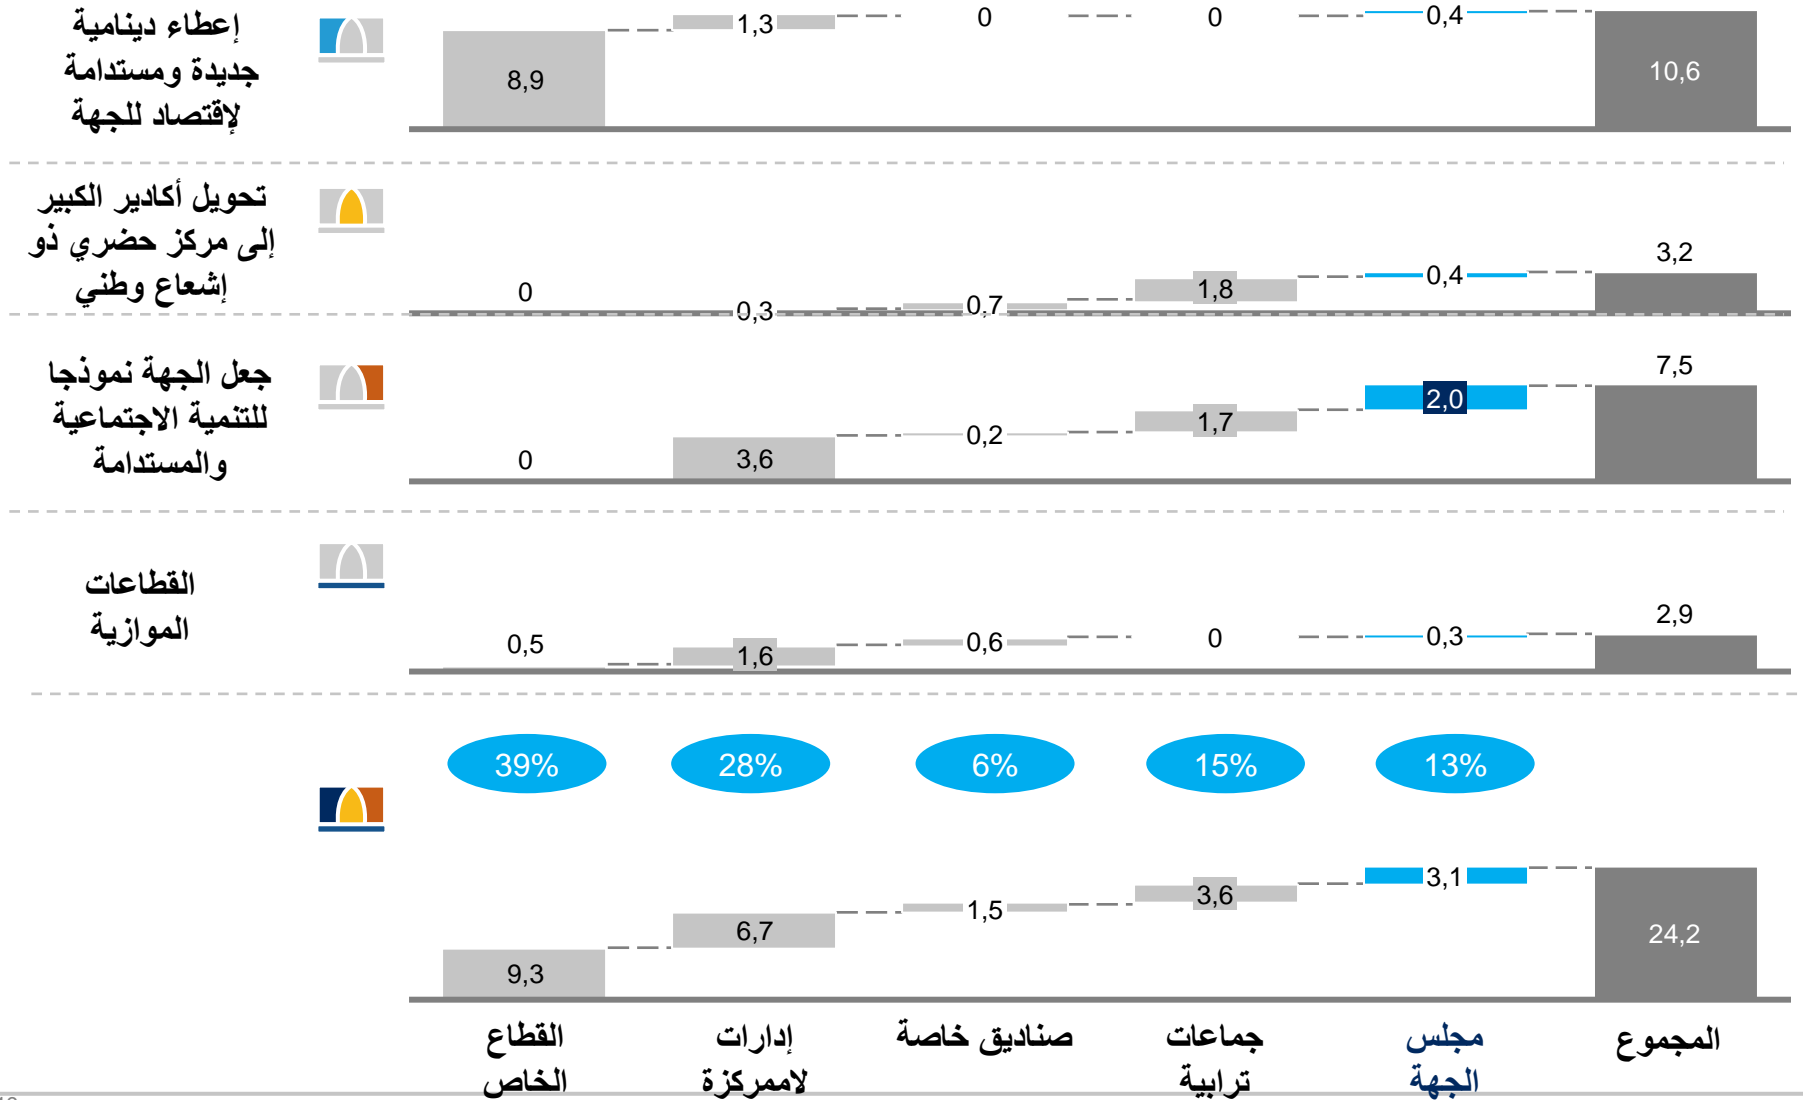 إعطاء دينامية
جديدة ومستدامة
لإقتصاد للجهة
8,9
1,3
0
0
0,4
10,6
تحويل أكادير الكبير
إلى مركز حضري ذو
إشعاع وطني
0
0,3
0,7
1,8
0,4
3,2
جعل الجهة نموذجا
للتنمية الاجتماعية
والمستدامة
0
3,6
0,2
1,7
2,0
7,5
القطاعات
الموازية
0,5
1,6
0,6
0
0,3
2,9
39%
28%
6%
15%
13%
9,3
6,7
1,5
3,6
3,1
24,2
القطاع
الخاص
إدارات
لاممركزة
صناديق خاصة
جماعات
ترابية
مجلس
الجهة
المجموع